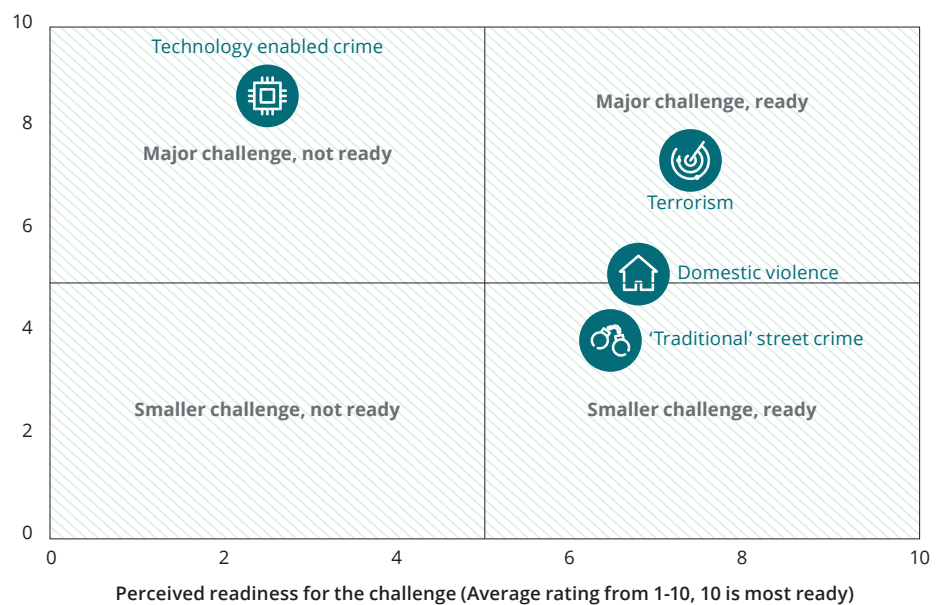 10
Technology enabled crime
Major challenge, ready
8
Major challenge, not ready
Terrorism
6
Domestic violence
4
‘Traditional’ street crime
Smaller challenge, not ready
Smaller challenge, ready
2
0
0 2 4 6 8 10
Perceived readiness for the challenge (Average rating from 1-10, 10 is most ready)